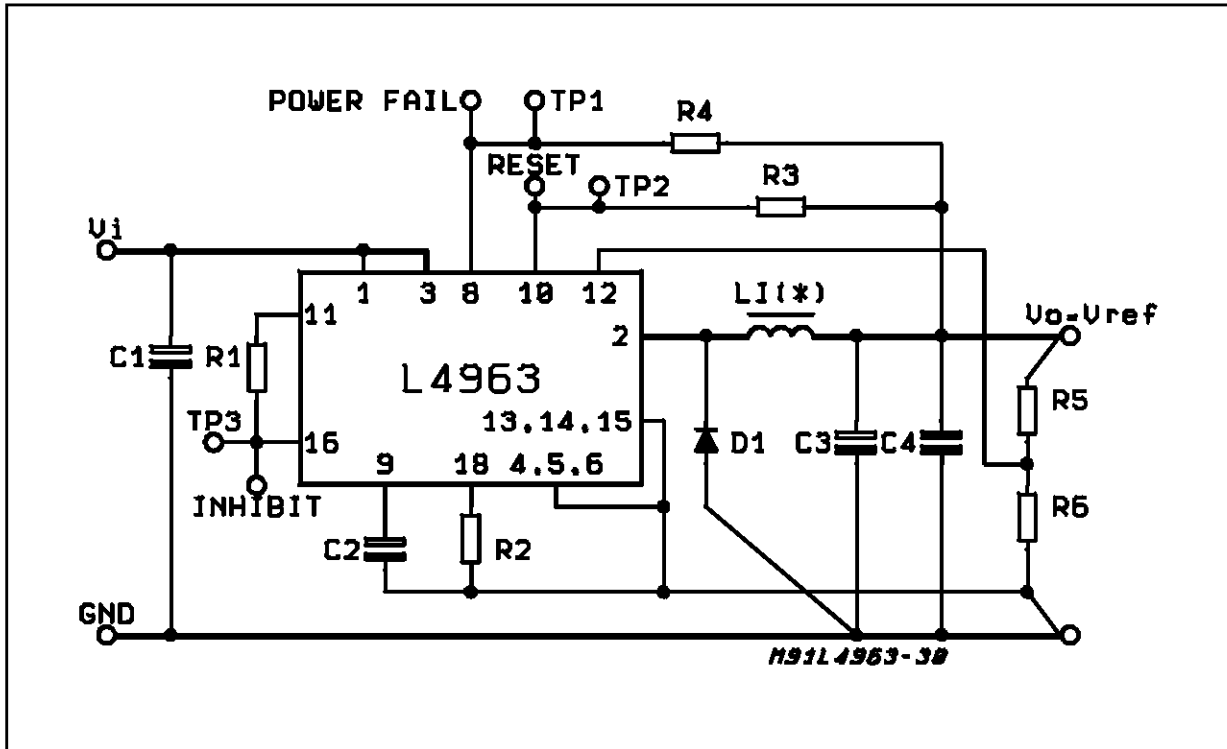 POWER FAIL
TP1
R4
RESET
TP2
R3
Vi
1
3
8
10
12
LI(*)
11
2
Vo=Vref
C1
R1
L4963
R5
TP3
13.14.15
16
D1
C3
C4
9
18
4.5.6
INHIBIT
R6
C2
R2
GND
M91L4963-30